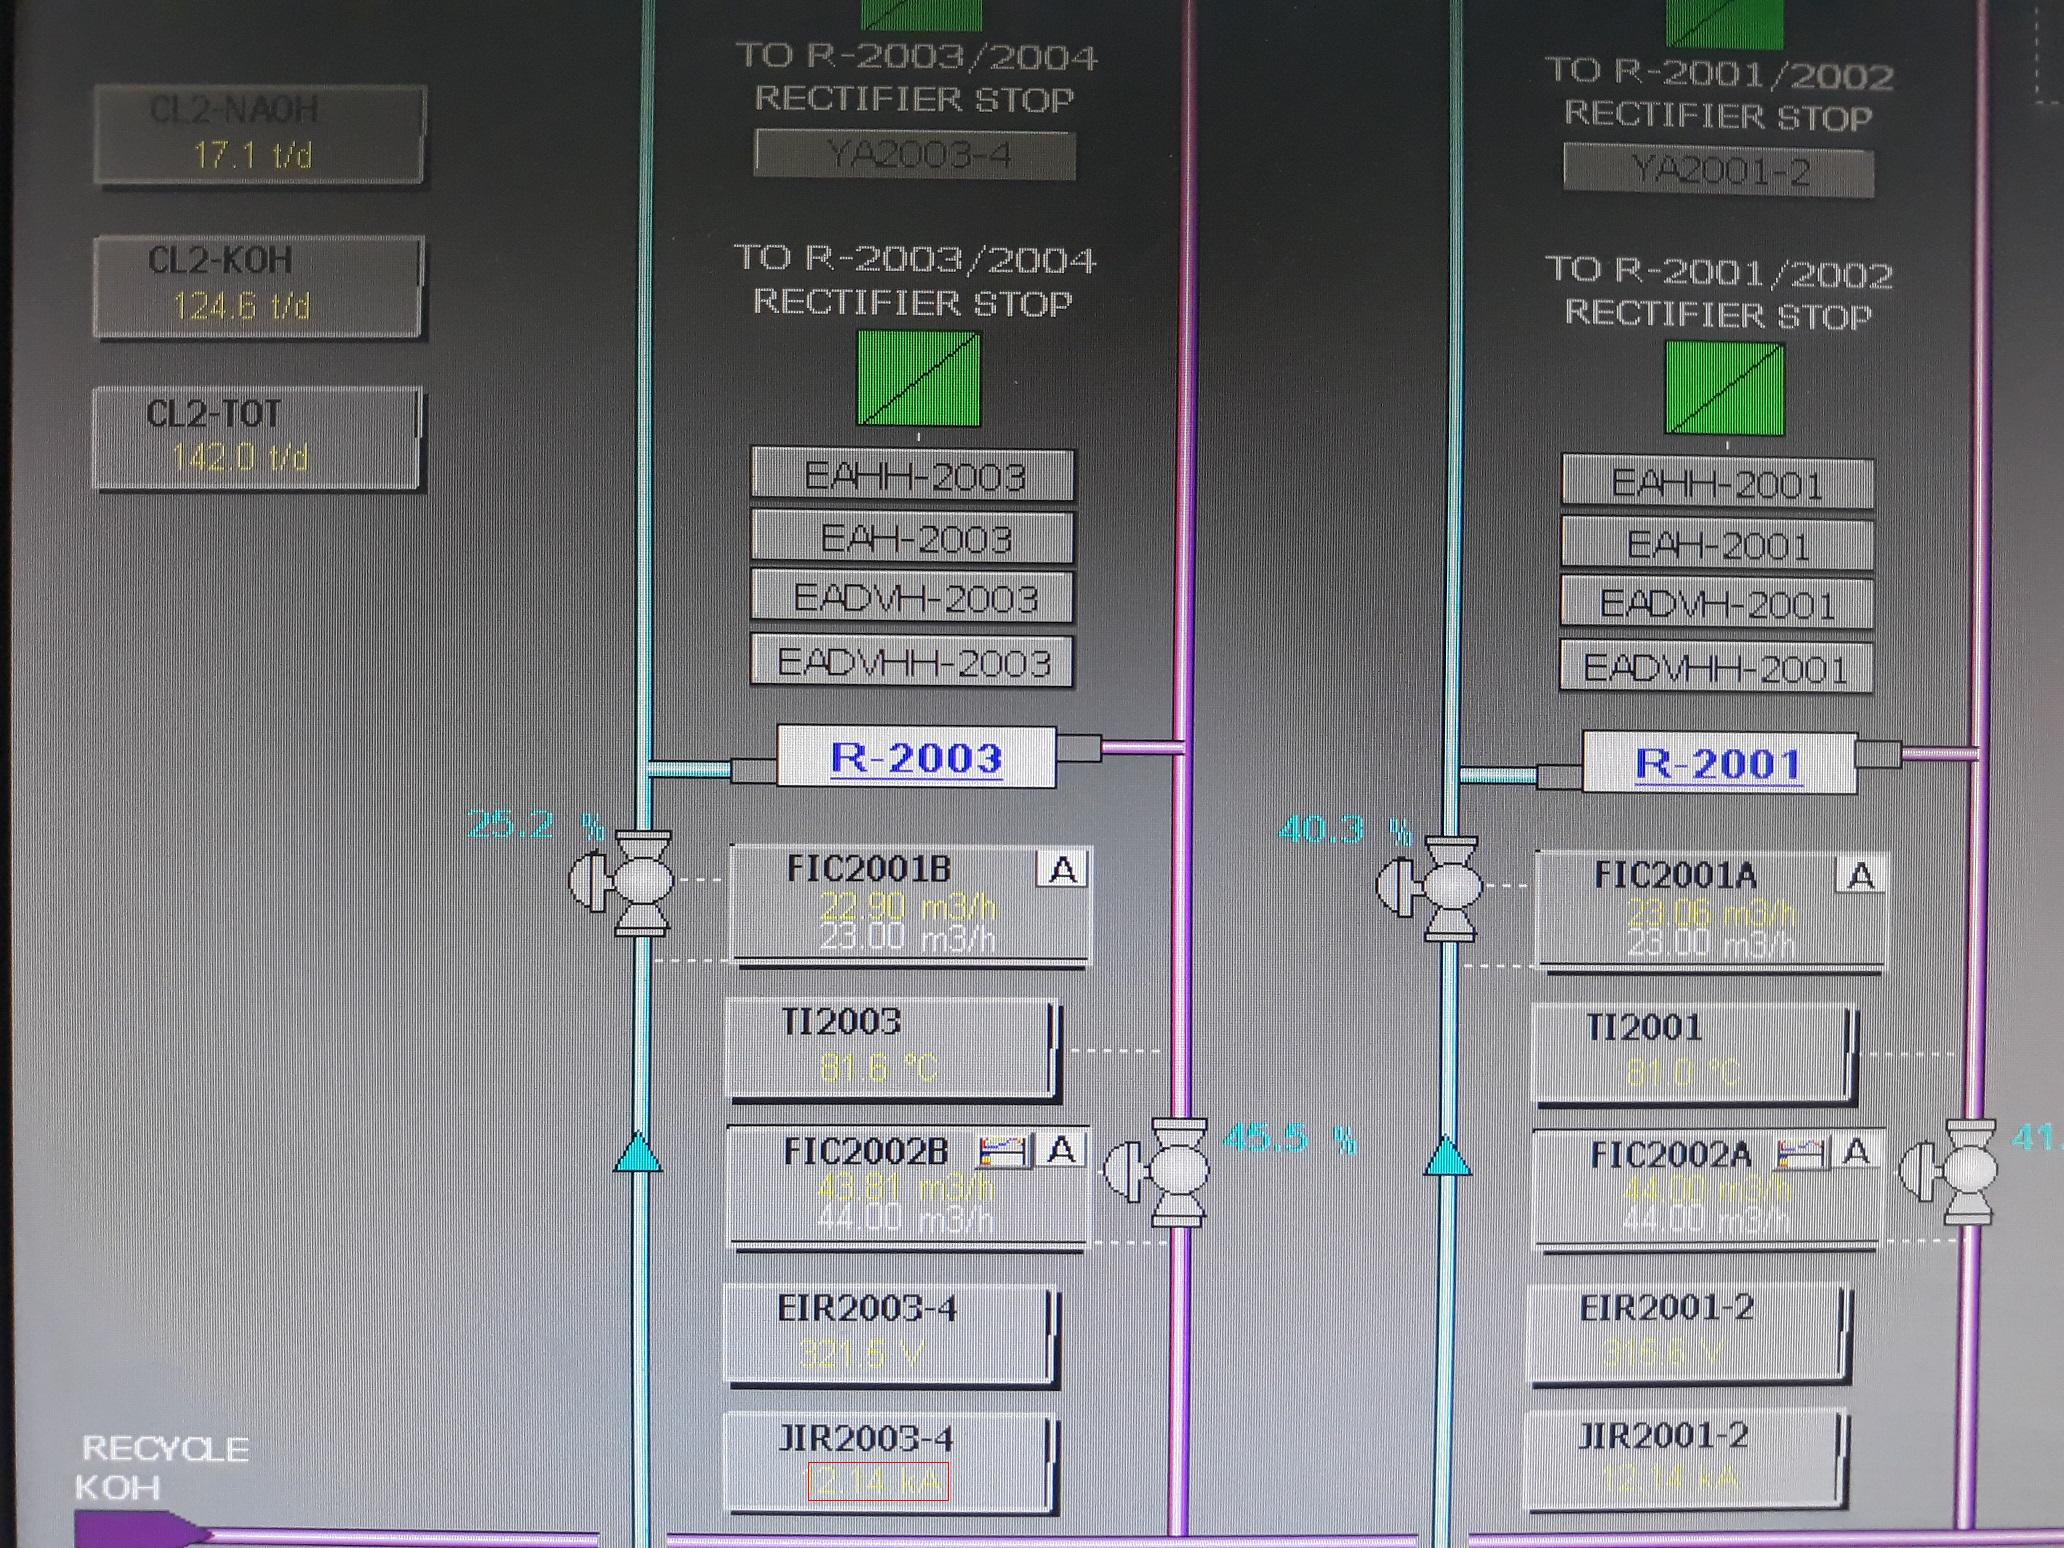 CL2-NAOH
17.1 t/d
CL2-KOH
124.6 t/d
CL2-TOT
142.0 t/d
TO R-2003/2004
RECTIFIER STOP
YA2003-4
TO R-2003/2004
RECTIFIER STOP
EAHH-2003
EAH-2003
EADVH-2003
EADVHH-2003
R-2003
25.2 %
FIC2001B A
22.90 m3/h
23.00 m3/h
TI2003
81.6 °C
FIC2002B A
43.81 m3/h
44.00 m3/h
45.5 %
EIR2003-4
321.5 V
JIR2003-4
12.14 kA
TO R-2001/2002
RECTIFIER STOP
YA2001-2
TO R-2001/2002
RECTIFIER STOP
EAHH-2001
EAH-2001
EADVH-2001
EADVHH-2001
R-2001
40.3 %
FIC2001A A
23.06 m3/h
23.00 m3/h
TI2001
81.0 °C
FIC2002A A
44.00 m3/h
44.00 m3/h
41.
EIR2001-2
315.6 V
JIR2001-2
12.14 kA
RECYCLE
KOH